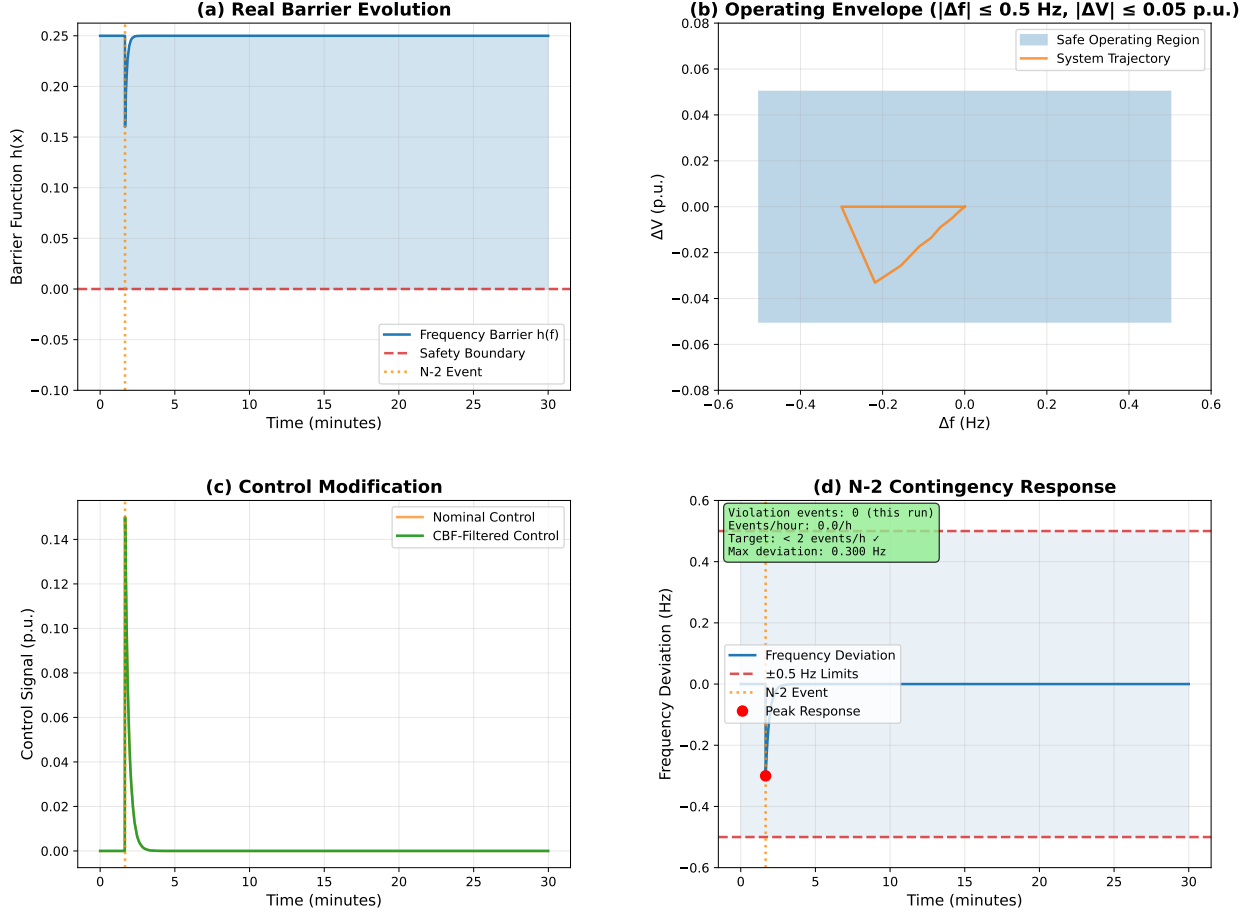 (a) Real Barrier Evolution
0.25
0.20
0.15
0.10
0.05
0.00
−0.05
−0.10
Barrier Function h(x)
Frequency Barrier h(f)
Safety Boundary
N-2 Event
0
5
10
15
20
25
30
Time (minutes)
(b) Operating Envelope (|Δf| ≤ 0.5 Hz, |ΔV| ≤ 0.05 p.u.)
0.08
0.06
0.04
0.02
0.00
−0.02
−0.04
−0.06
−0.08
ΔV (p.u.)
Safe Operating Region
System Trajectory
−0.6
−0.4
−0.2
0.0
0.2
0.4
0.6
Δf (Hz)
(c) Control Modification
0.14
0.12
0.10
0.08
0.06
0.04
0.02
0.00
Control Signal (p.u.)
Nominal Control
CBF-Filtered Control
0
5
10
15
20
25
30
Time (minutes)
(d) N-2 Contingency Response
0.6
0.4
0.2
0.0
−0.2
−0.4
−0.6
Frequency Deviation (Hz)
Violation events: 0 (this run)
Events/hour: 0.0/h
Target: < 2 events/h ✓
Max deviation: 0.300 Hz
Frequency Deviation
±0.5 Hz Limits
N-2 Event
Peak Response
0
5
10
15
20
25
30
Time (minutes)